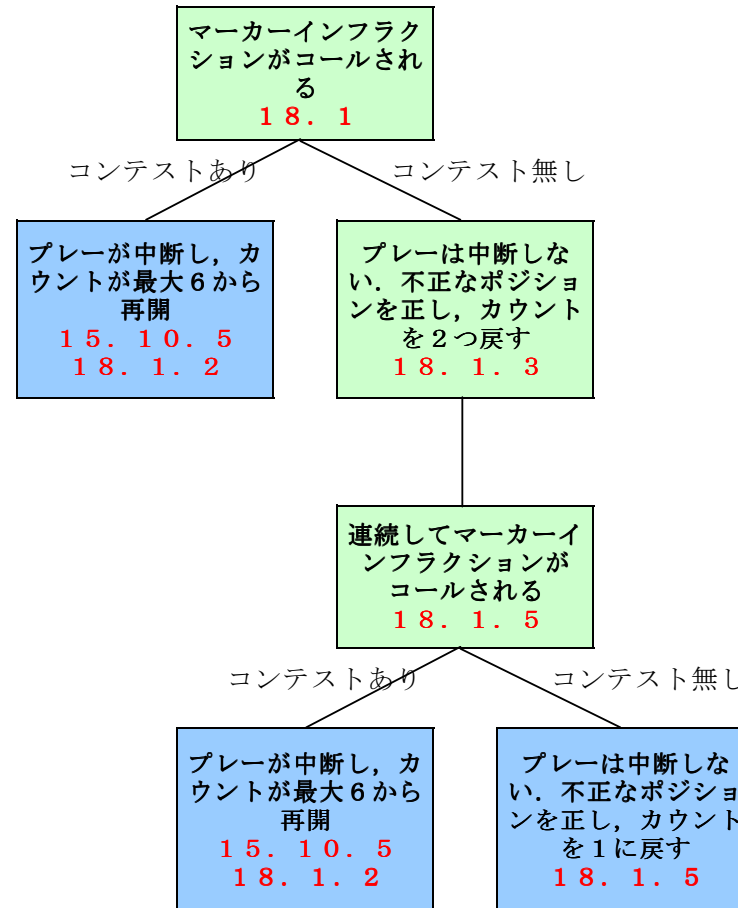 マーカーインフラク
ションがコールされ
る
１８．１
コンテストあり
コンテスト無し
プレーが中断し，カ
ウントが最大６から
再開
１５．１０．５
１８．１．２
プレーは中断しな
い．不正なポジショ
ンを正し，カウント
を２つ戻す
１８．１．３
連続してマーカーイ
ンフラクションが
コールされる
１８．１．５
コンテストあり
コンテスト無し
プレーが中断し，カ
ウントが最大６から
再開
１５．１０．５
１８．１．２
プレーは中断しな
い．不正なポジショ
ンを正し，カウント
を１に戻す
１８．１．５